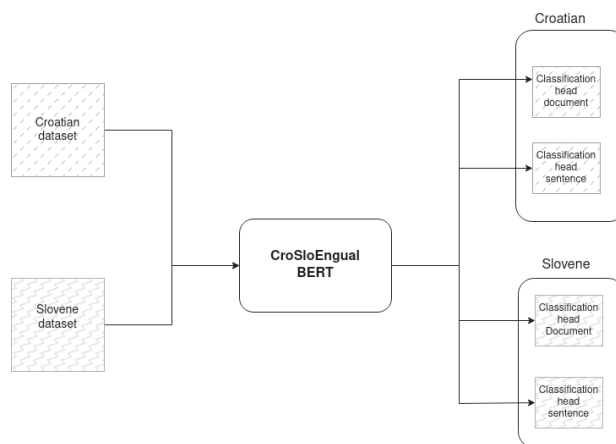 Croatian
dataset
Slovene
dataset
CroSloEngual
BERT
Croatian
Classification
head
document
Classification
head
sentence
Slovene
Classification
head
Document
Classification
head
sentence